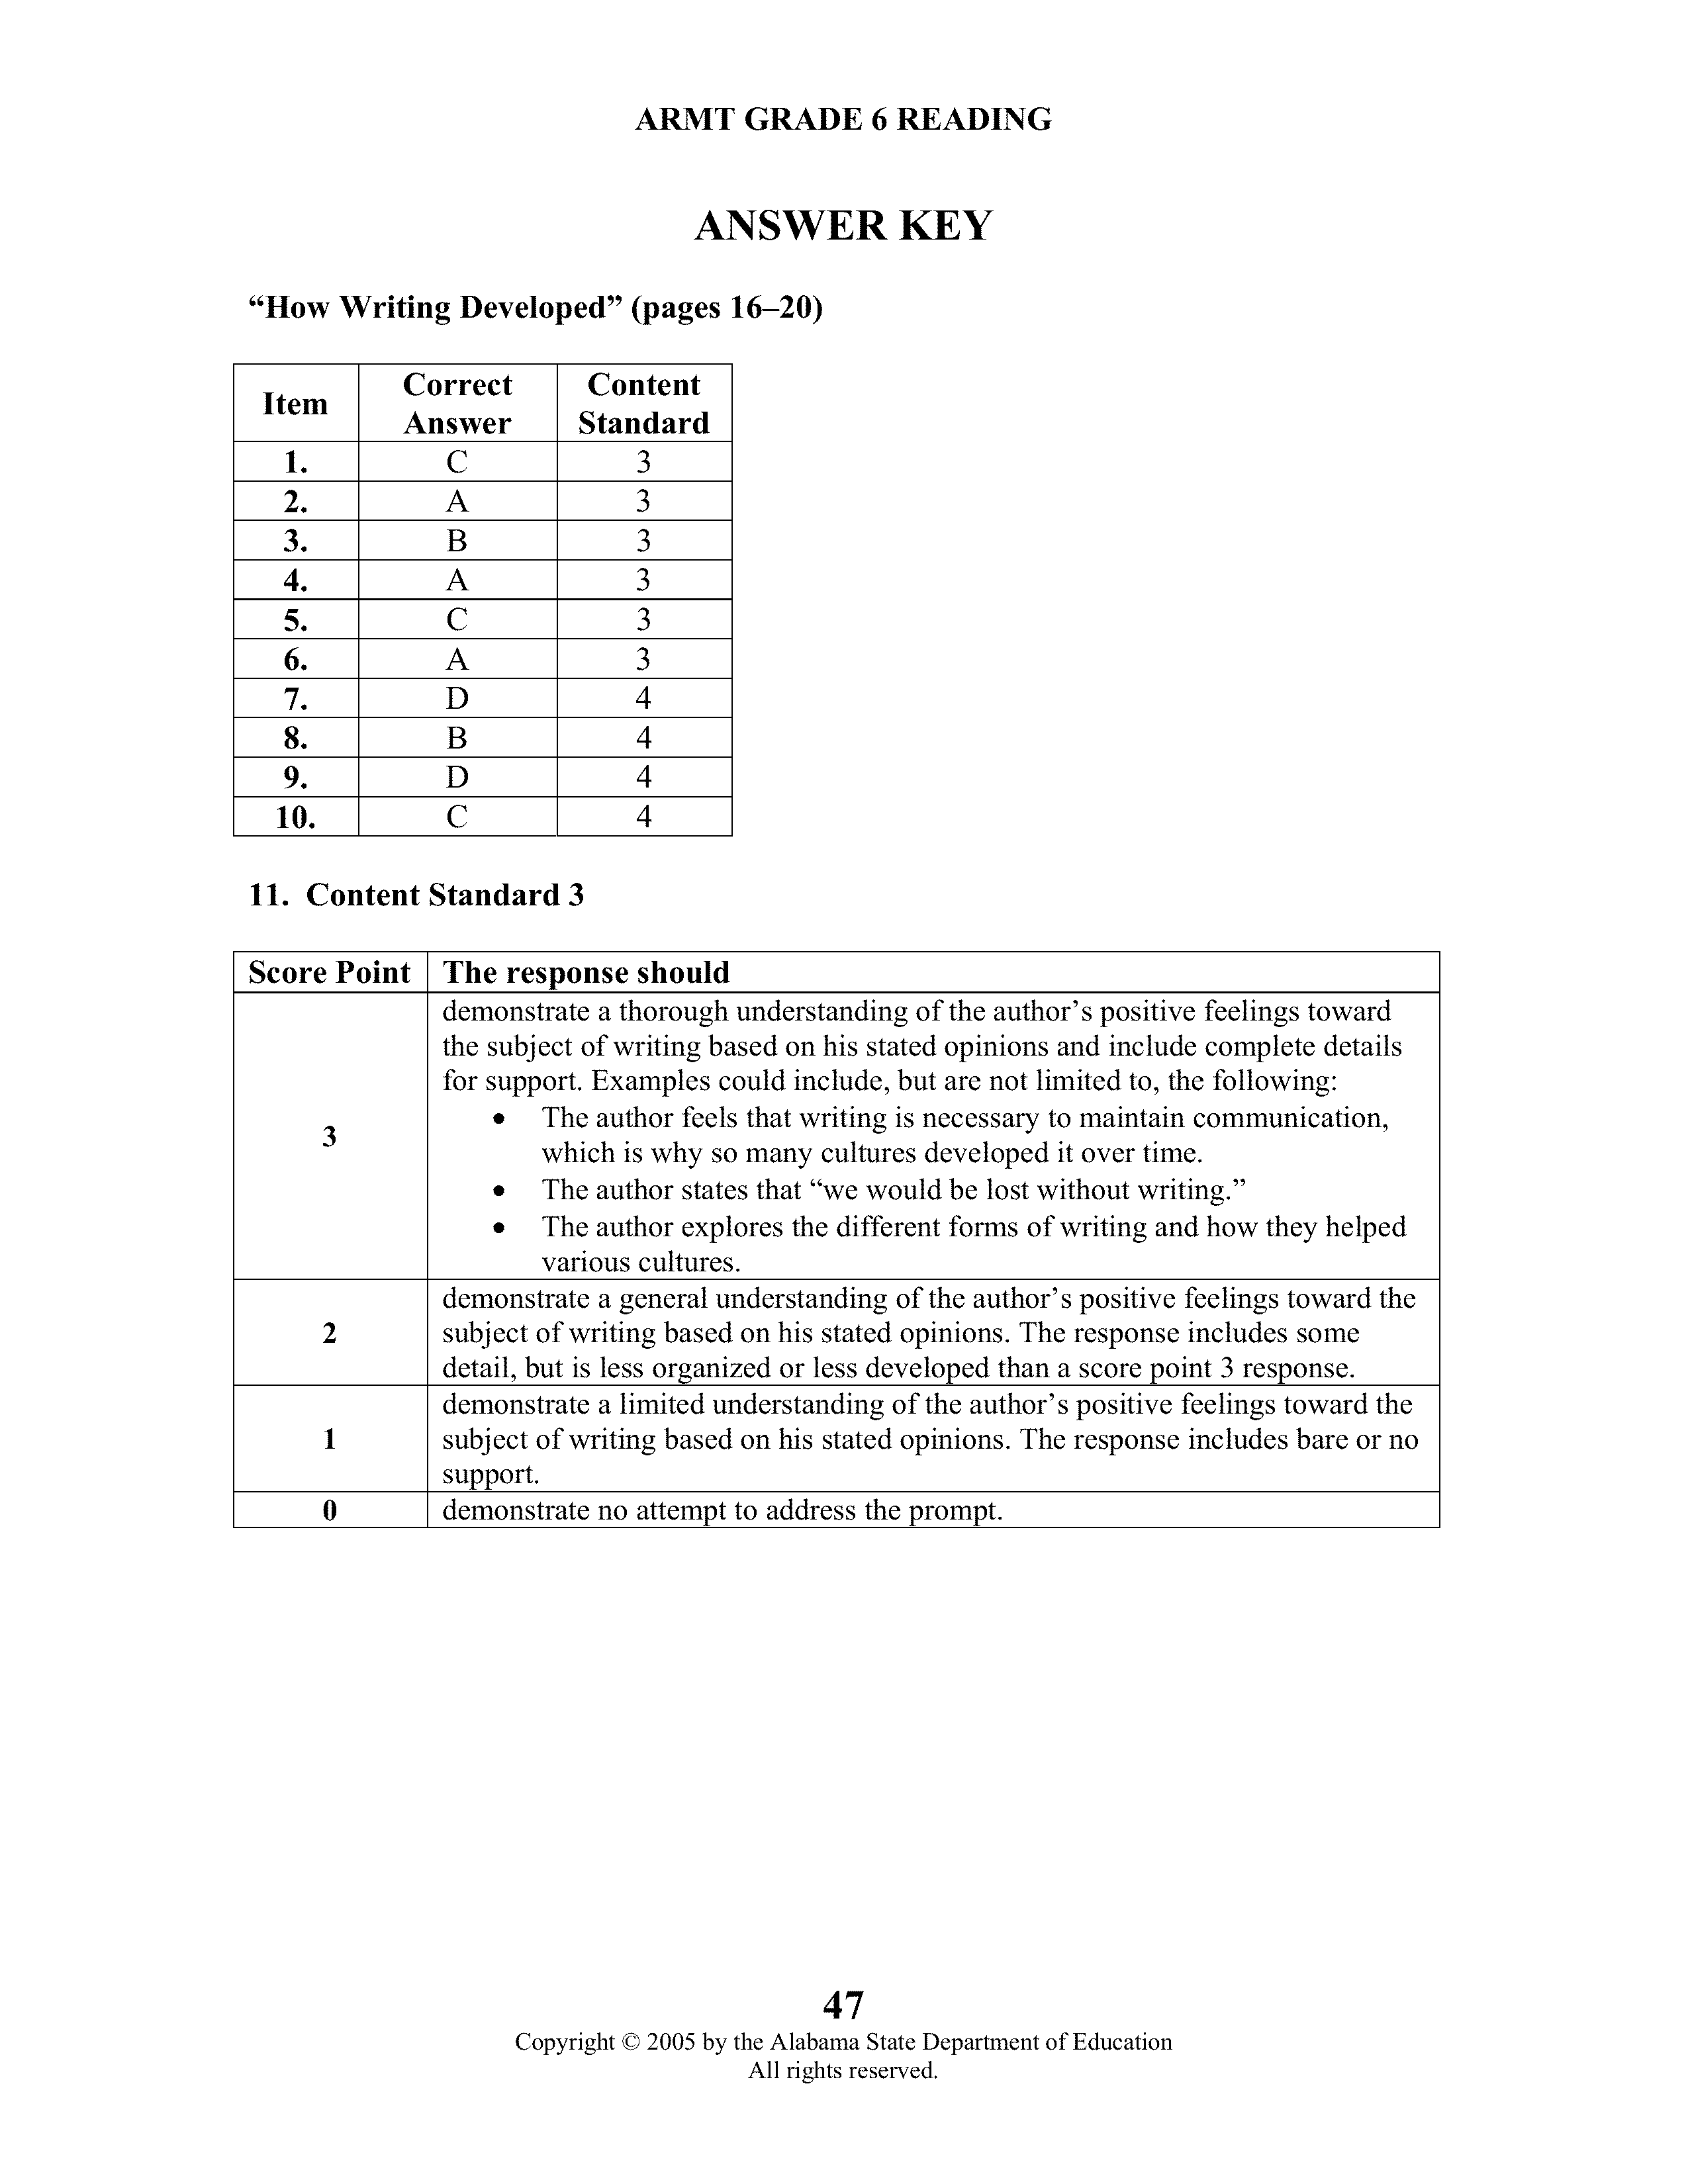 ARMT GRADE 6 READING
ANSWER KEY
“How Writing Developed” (pages 16–20)
Item Correct Answer Content Standard
1. C 3
2. A 3
3. B 3
4. A 3
5. C 3
6. A 3
7. D 4
8. B 4
9. D 4
10. C 4
11. Content Standard 3
Score Point The response should
3
demonstrate a thorough understanding of the author’s positive feelings toward
the subject of writing based on his stated opinions and include complete details
for support. Examples could include, but are not limited to, the following:
• The author feels that writing is necessary to maintain communication,
which is why so many cultures developed it over time.
• The author states that “we would be lost without writing.”
• The author explores the different forms of writing and how they helped
various cultures.
2
demonstrate a general understanding of the author’s positive feelings toward the
subject of writing based on his stated opinions. The response includes some
detail, but is less organized or less developed than a score point 3 response.
1
demonstrate a limited understanding of the author’s positive feelings toward the
subject of writing based on his stated opinions. The response includes bare or no
support.
0 demonstrate no attempt to address the prompt.
47
Copyright © 2005 by the Alabama State Department of Education
All rights reserved.